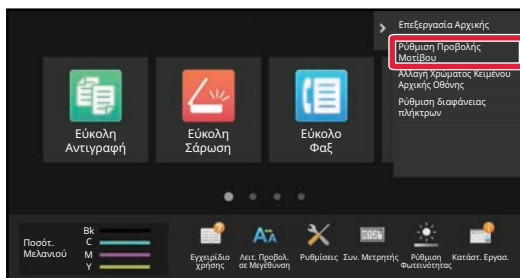 Επεξεργασία Αρχικής
Ρύθμιση Προβολής
Μοτίβου
Αλλαγή Χρώματος Κειμένου
Αρχικής Οθόνης
Ρύθμιση διαφάνειας
πλήκτρων
Εύκολη
Αντιγραφή
Εύκολη
Σάρωση
Εύκολο
Φαξ
Ποσότ.
Μελανιού
Bk
C
M
Y
Εγχειρίδιο
χρήσης
Λειτ. Προβολ.
σε Μεγέθυνση
Ρυθμίσεις
Συν. Μετρητής
Ρύθμιση
Φωτεινότητας
Κατάστ. Εργασ.